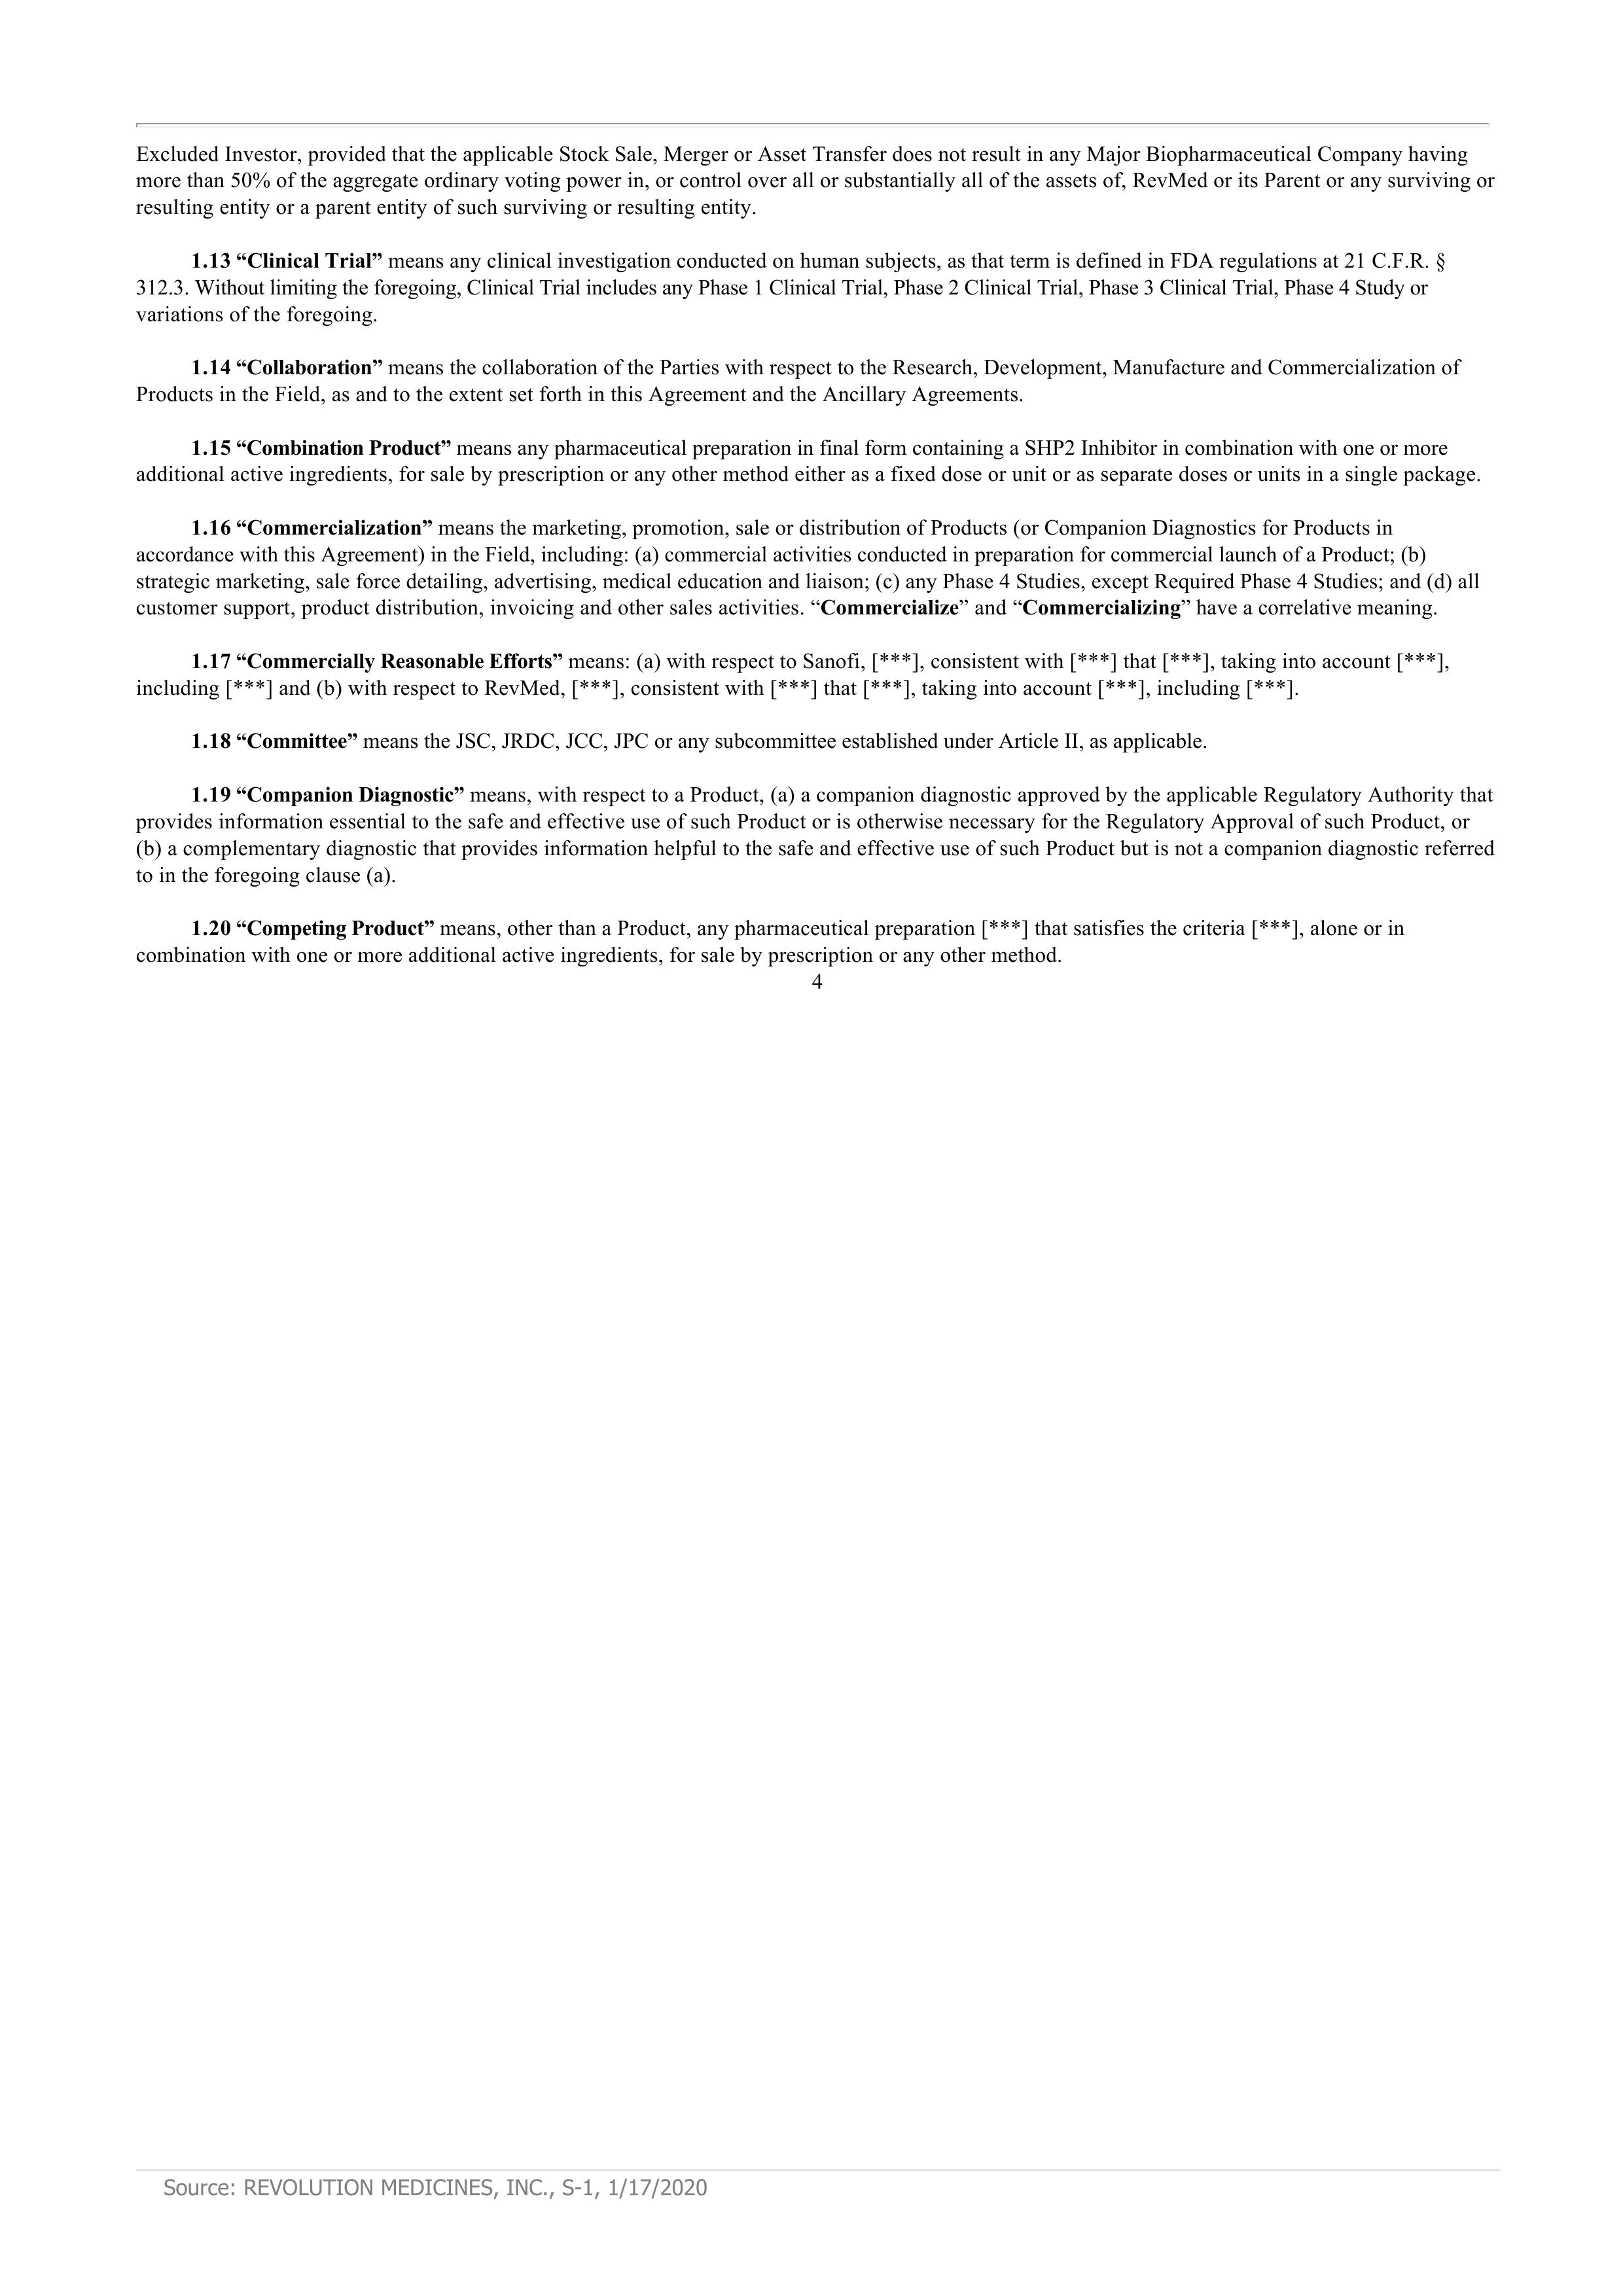 Excluded Investor, provided that the applicable Stock Sale, Merger or Asset Transfer does not result in any Major Biopharmaceutical Company having
more than 50% of the aggregate ordinary voting power in, or control over all or substantially all of the assets of, RevMed or its Parent or any surviving or
resulting entity or a parent entity of such surviving or resulting entity.
1.13 “Clinical Trial” means any clinical investigation conducted on human subjects, as that term is defined in FDA regulations at 21 C.F.R. §
312.3. Without limiting the foregoing, Clinical Trial includes any Phase 1 Clinical Trial, Phase 2 Clinical Trial, Phase 3 Clinical Trial, Phase 4 Study or
variations of the foregoing.
1.14 “Collaboration” means the collaboration of the Parties with respect to the Research, Development, Manufacture and Commercialization of
Products in the Field, as and to the extent set forth in this Agreement and the Ancillary Agreements.
1.15 “Combination Product” means any pharmaceutical preparation in final form containing a SHP2 Inhibitor in combination with one or more
additional active ingredients, for sale by prescription or any other method either as a fixed dose or unit or as separate doses or units in a single package.
1.16 “Commercialization” means the marketing, promotion, sale or distribution of Products (or Companion Diagnostics for Products in
accordance with this Agreement) in the Field, including: (a) commercial activities conducted in preparation for commercial launch of a Product; (b)
strategic marketing, sale force detailing, advertising, medical education and liaison; (c) any Phase 4 Studies, except Required Phase 4 Studies; and (d) all
customer support, product distribution, invoicing and other sales activities. “Commercialize” and “Commercializing” have a correlative meaning.
1.17 “Commercially Reasonable Efforts” means: (a) with respect to Sanofi, [***], consistent with [***] that [***], taking into account [***],
including [***] and (b) with respect to RevMed, [***], consistent with [***] that [***], taking into account [***], including [***].
1.18 “Committee” means the JSC, JRDC, JCC, JPC or any subcommittee established under Article II, as applicable.
1.19 “Companion Diagnostic” means, with respect to a Product, (a) a companion diagnostic approved by the applicable Regulatory Authority that
provides information essential to the safe and effective use of such Product or is otherwise necessary for the Regulatory Approval of such Product, or
(b) a complementary diagnostic that provides information helpful to the safe and effective use of such Product but is not a companion diagnostic referred
to in the foregoing clause (a).
1.20 “Competing Product” means, other than a Product, any pharmaceutical preparation [***] that satisfies the criteria [***], alone or in
combination with one or more additional active ingredients, for sale by prescription or any other method.
4
Source: REVOLUTION MEDICINES, INC., S-1, 1/17/2020